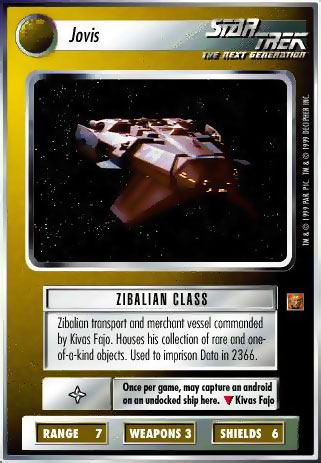 Jovis
STAR TREK
THE NEXT GENERATION
TM & © 1999 PAR. PIC. TM & © 1999 DECIPHER INC.
ZIBALIAN CLASS
Zibalian transport and merchant vessel commanded
by Kivas Fajo. Houses his collection of rare and one-
of-a-kind objects. Used to imprison Data in 2366.
Once per game, may capture an android
on an undocked ship here. ▼ Kivas Fajo
RANGE 7 WEAPONS 3 SHIELDS 6